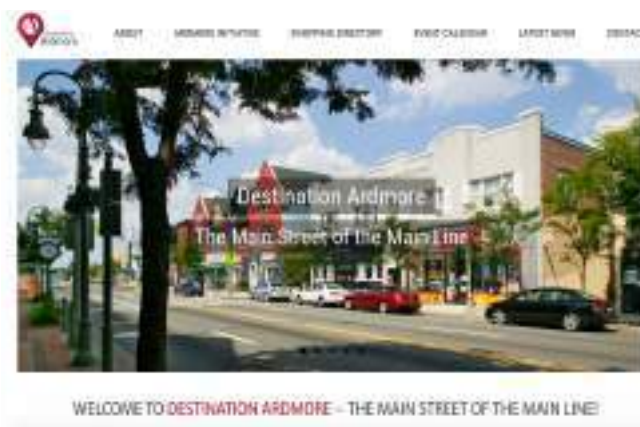 ABOUT MEMBERS INITIATIVE SHOPPING DIRECTORY EVENT CALENDAR LATEST NEWS
Destination Ardmore
The Main Street of the Main Line
WELCOME TO DESTINATION ARDMORE – THE MAIN STREET OF THE MAIN LINE!